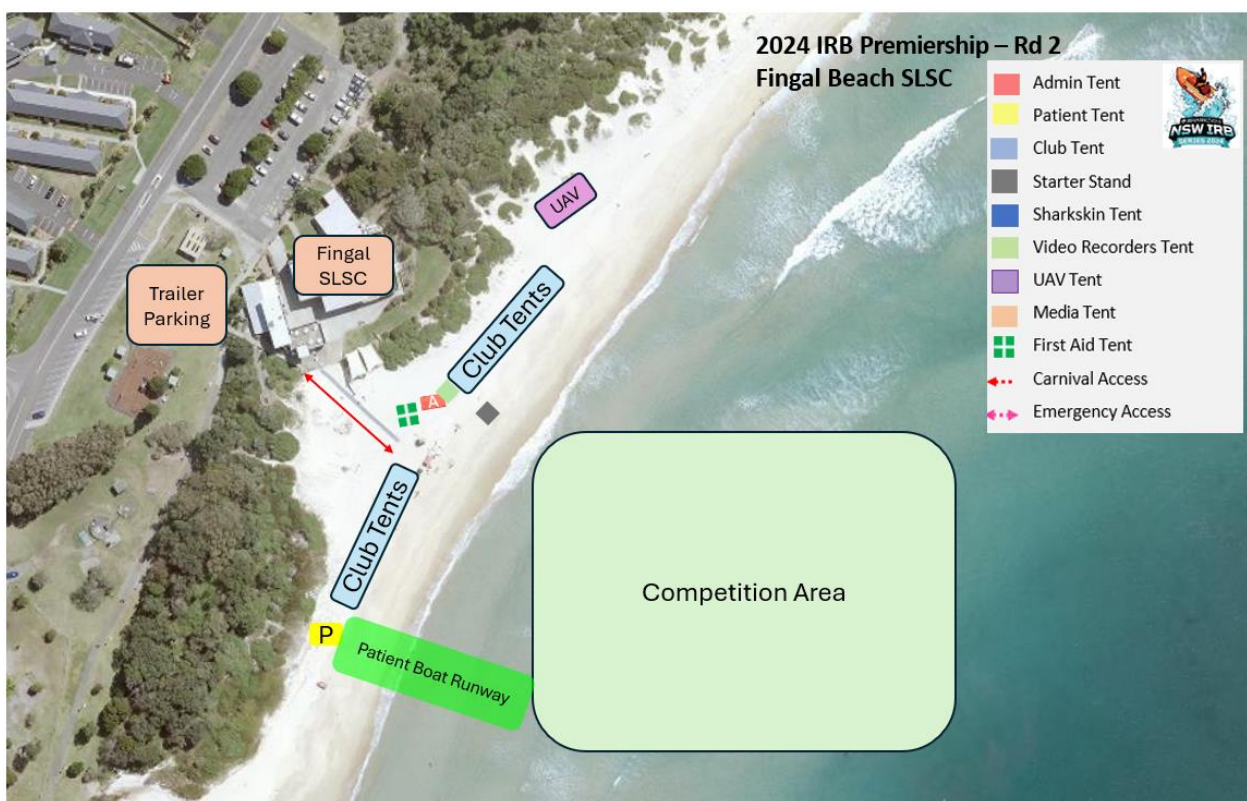 2024 IRB Premiership – Rd 2
Fingal Beach SLSC
Admin Tent
Patient Tent
Club Tent
Starter Stand
Sharkskin Tent
Video Recorders Tent
UAV Tent
Media Tent
First Aid Tent
Carnival Access
Emergency Access
NSW IRB
SERIES 2024
UAV
Fingal
SLSC
Trailer
Parking
Club Tents
A
Club Tents
Competition Area
P
Patient Boat Runway